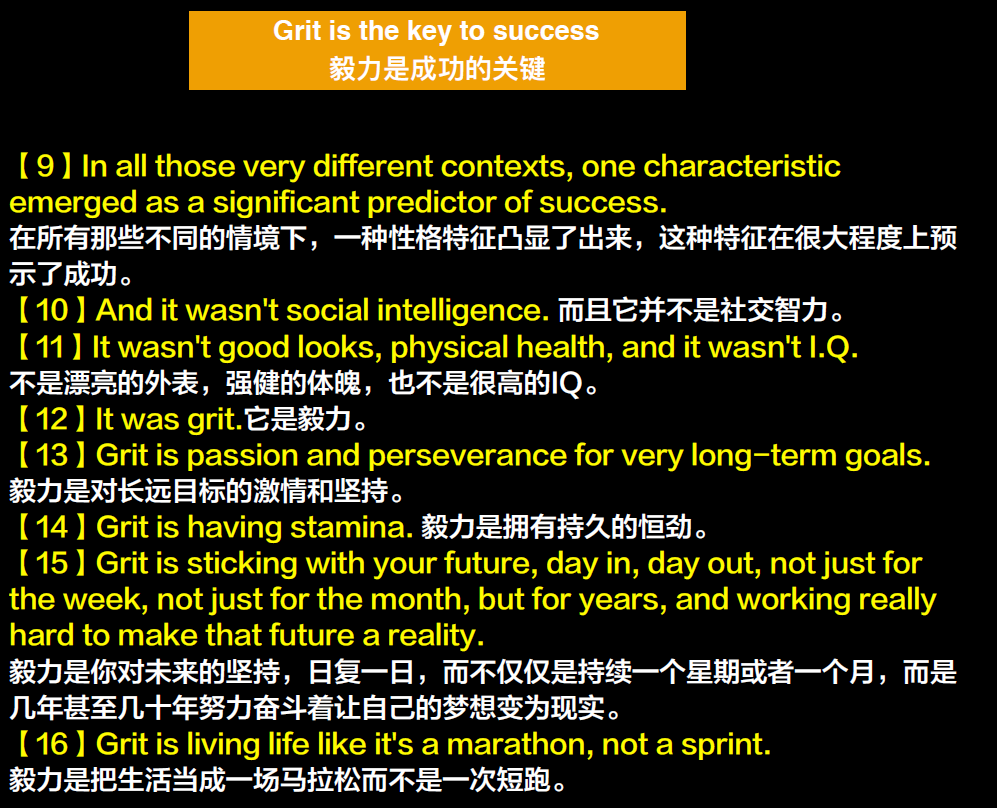 Grit is the key to success
毅力是成功的关键
【9】In all those very different contexts, one characteristic
emerged as a significant predictor of success.
在所有那些不同的情境下，一种性格特征凸显了出来，这种特征在很大程度上预
示了成功。
【10】And it wasn't social intelligence. 而且它并不是社交智力。
【11】It wasn't good looks, physical health, and it wasn't I.Q.
不是漂亮的外表，强健的体魄，也不是很高的IQ。
【12】It was grit.它是毅力。
【13】Grit is passion and perseverance for very long-term goals.
毅力是对长远目标的激情和坚持。
【14】Grit is having stamina. 毅力是拥有持久的恒劲。
【15】Grit is sticking with your future, day in, day out, not just for
the week, not just for the month, but for years, and working really
hard to make that future a reality.
毅力是你对未来的坚持，日复一日，而不仅仅是持续一个星期或者一个月，而是
几年甚至几十年努力奋斗着让自己的梦想变为现实。
【16】Grit is living life like it's a marathon, not a sprint.
毅力是把生活当成一场马拉松而不是一次短跑。